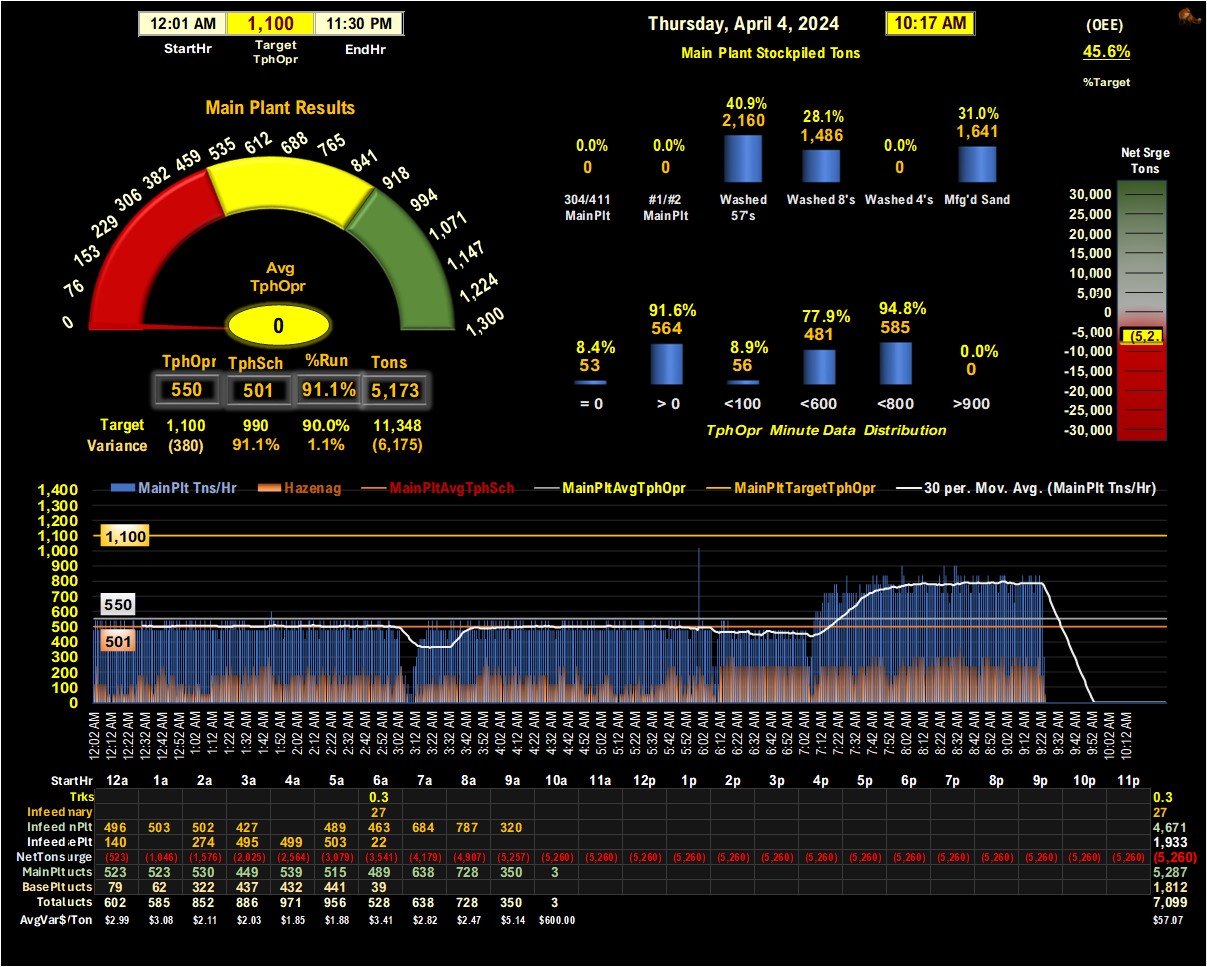 12:01 AM 1,100 11:30 PM
StartHr Target TphOpr EndHr
Thursday, April 4, 2024 10:17 AM
Main Plant Stockpiled Tons
(OEE)
45.6%
%Target
Main Plant Results
0 76 153 229 306 382 459 535 612 688 765 841 918 994 1,071 1,147 1,224 1,300
Avg
TphOpr
0
TphOpr TphSch %Run Tons
550 501 91.1% 5,173
Target 1,100 990 90.0% 11,348
Variance (380) 91.1% 1.1% (6,175)
0.0% 0.0% 40.9% 28.1% 0.0% 31.0%
0 0 2,160 1,486 0 1,641
304/411 MainPlt #1/#2 MainPlt Washed 57's Washed 8's Washed 4's Mfg'd Sand
8.4% 91.6% 8.9% 77.9% 94.8% 0.0%
53 564 56 481 585 0
= 0 > 0 <100 <600 <800 >900
TphOpr Minute Data Distribution
Net Srge
Tons
30,000
25,000
20,000
15,000
10,000
5,000
0
-5,000
(5,2..
-10,000
-15,000
-20,000
-25,000
-30,000
MainPlt Tns/Hr Hazenag MainPltAvgTphSch MainPltAvgTphOpr MainPltTargetTphOpr 30 per. Mov. Avg. (MainPlt Tns/Hr)
1,400
1,300
1,200
1,100
1,000
900
800
700
600
500
400
300
200
100
0
1,100
550
501
12:02 AM 12:12 AM 12:22 AM 12:32 AM 12:42 AM 12:52 AM 1:02 AM 1:12 AM 1:22 AM 1:32 AM 1:42 AM 1:52 AM 2:02 AM 2:12 AM 2:22 AM 2:32 AM 2:42 AM 2:52 AM 3:02 AM 3:12 AM 3:22 AM 3:32 AM 3:42 AM 3:52 AM 4:02 AM 4:12 AM 4:22 AM 4:32 AM 4:42 AM 4:52 AM 5:02 AM 5:12 AM 5:22 AM 5:32 AM 5:42 AM 5:52 AM 6:02 AM 6:12 AM 6:22 AM 6:32 AM 6:42 AM 6:52 AM 7:02 AM 7:12 AM 7:22 AM 7:32 AM 7:42 AM 7:52 AM 8:02 AM 8:12 AM 8:22 AM 8:32 AM 8:42 AM 8:52 AM 9:02 AM 9:12 AM 9:22 AM 9:32 AM 9:42 AM 9:52 AM 10:02 AM 10:12 AM
StartHr 12a 1a 2a 3a 4a 5a 6a 7a 8a 9a 10a 11a 12p 1p 2p 3p 4p 5p 6p 7p 8p 9p 10p 11p
Trks 0.3 0.3
Infeed mary 27 27
Infeed nPlt 496 503 502 427 489 463 684 787 320 4,671
Infeed ePlt 140 274 495 499 503 22 1,933
NetTons urge (523) (1,046) (1,576) (2,025) (2,564) (3,079) (3,541) (4,179) (4,907) (5,257) (5,260) (5,260) (5,260) (5,260) (5,260) (5,260) (5,260) (5,260) (5,260) (5,260) (5,260) (5,260) (5,260) (5,260) (5,260)
MainPlt ucts 523 523 530 449 539 515 489 638 728 350 3 5,287
BasePlt ucts 79 62 322 437 432 441 39 1,812
Total ucts 602 585 852 886 971 956 528 638 728 350 3 7,099
AvgVar$/Ton $2.99 $3.08 $2.11 $2.03 $1.85 $1.88 $3.41 $2.82 $2.47 $5.14 $600.00 $57.07